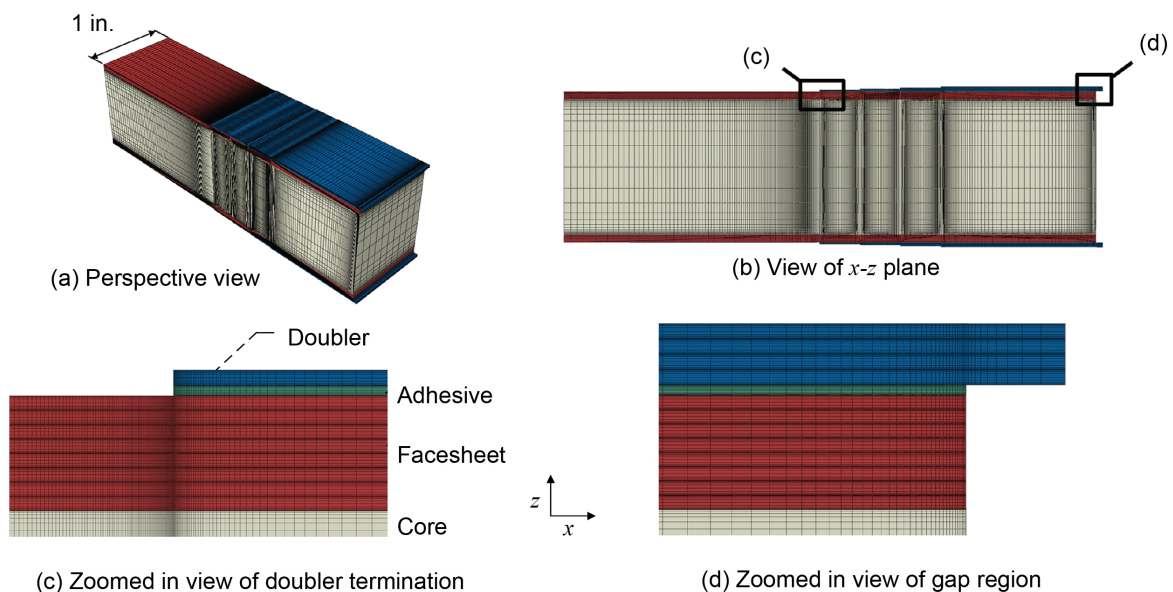 1 in.
(c)
(d)
(a) Perspective view
(b) View of x-z plane
Doubler
Adhesive
Facesheet
Core
z
x
(c) Zoomed in view of doubler termination
(d) Zoomed in view of gap region